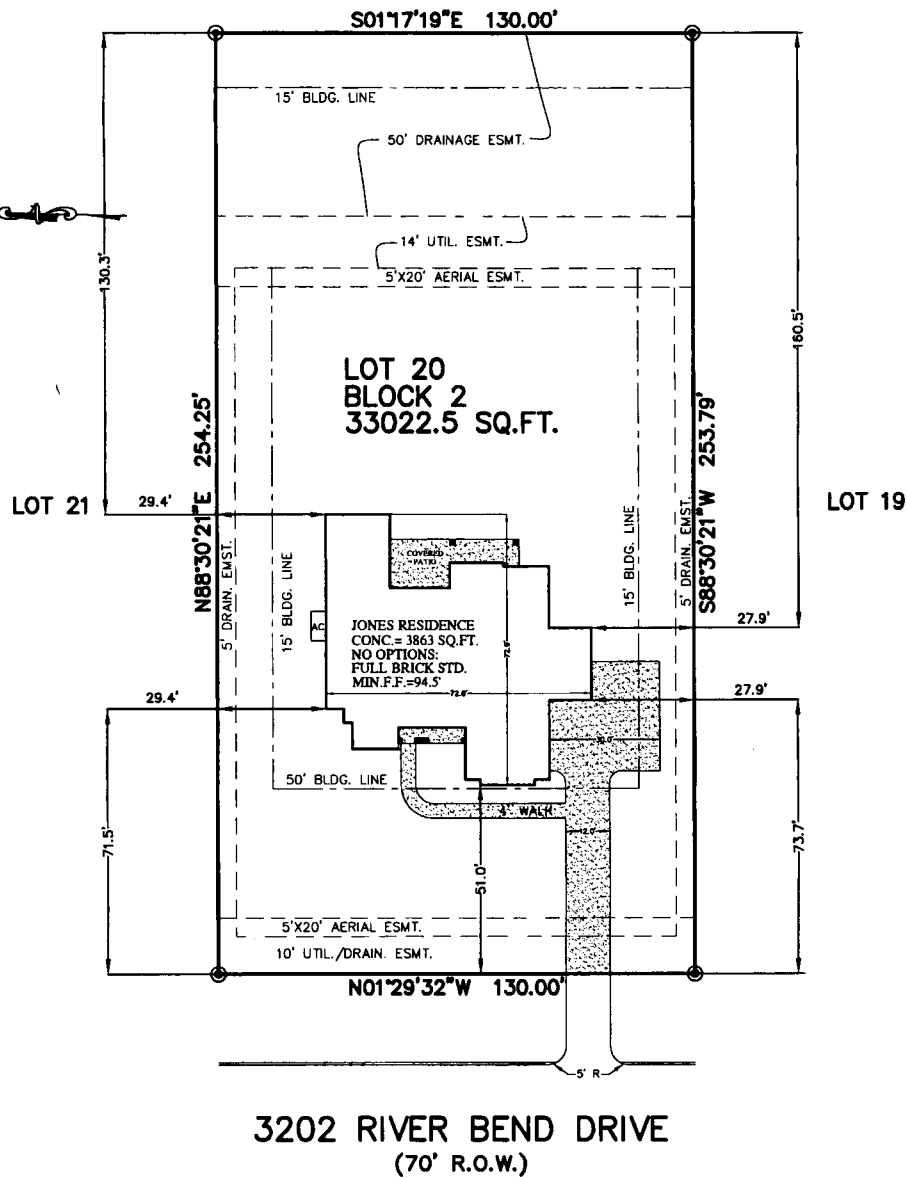 S01°17'19"E 130.00'
15' BLDG. LINE
50' DRAINAGE ESMT.
14' UTIL. ESMT.
5'X20' AERIAL ESMT.
130.3'
160.5'
LOT 20
BLOCK 2
33022.5 SQ.FT.
N88°30'21"E 254.25'
S88°30'21"W 253.79'
LOT 21
LOT 19
29.4'
5' DRAIN. EMST.
15' BLDG. LINE
15' BLDG. LINE
5' DRAIN. EMST.
COVERED
PATIO
AC
JONES RESIDENCE
CONC.= 3863 SQ.FT.
NO OPTIONS:
FULL BRICK STD.
MIN.F.F.=94.5'
27.9'
29.4'
27.9'
50' BLDG. LINE
4' WALK
12.0'
71.5'
51.0'
73.7'
5'X20' AERIAL ESMT.
10' UTIL./DRAIN. ESMT.
N01°29'32"W 130.00'
5' R
3202 RIVER BEND DRIVE
(70' R.O.W.)